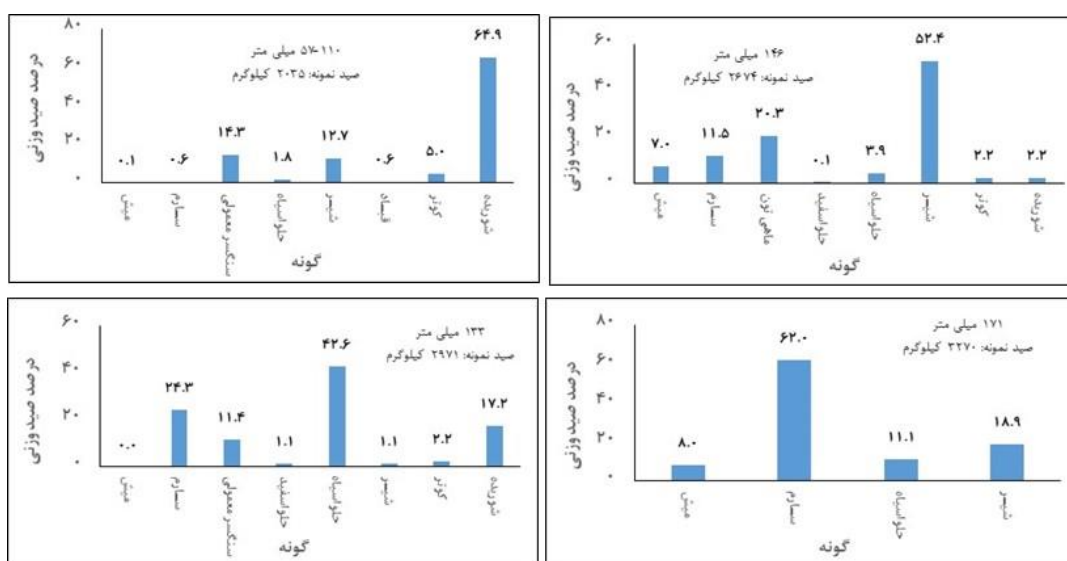 ۵۷-۱۱۰ میلی متر
صید نمونه: ۲۰۳۵ کیلوگرم
درصد صید وزنی
۸۰
۶۰
۴۰
۲۰
۰
۰.۱
۰.۶
۱۴.۳
۱.۸
۱۲.۷
۰.۶
۵.۰
۶۴.۹
میش
سارم
سنگسر معمولی
حلواسیاه
شیر
قباد
کوتر
شوریده
گونه
۱۴۶ میلی متر
صید نمونه: ۲۶۷۴ کیلوگرم
درصد صید وزنی
۶۰
۴۰
۲۰
۰
۷.۰
۱۱.۵
۲۰.۳
۰.۱
۳.۹
۵۲.۴
۲.۲
۲.۲
میش
سارم
ماهی تون
حلواسفید
حلواسیاه
شیر
کوتر
شوریده
گونه
۱۳۳ میلی متر
صید نمونه: ۲۹۷۱ کیلوگرم
درصد صید وزنی
۶۰
۴۰
۲۰
۰
۰.۰
۲۴.۳
۱۱.۴
۱.۱
۴۲.۶
۱.۱
۲.۲
۱۷.۲
میش
سارم
سنگسر معمولی
حلواسفید
حلواسیاه
شیر
کوتر
شوریده
گونه
۱۷۱ میلی متر
صید نمونه: ۳۲۷۰ کیلوگرم
درصد صید وزنی
۸۰
۶۰
۴۰
۲۰
۰
۸.۰
۶۲.۰
۱۱.۱
۱۸.۹
میش
سارم
حلواسیاه
شیر
گونه